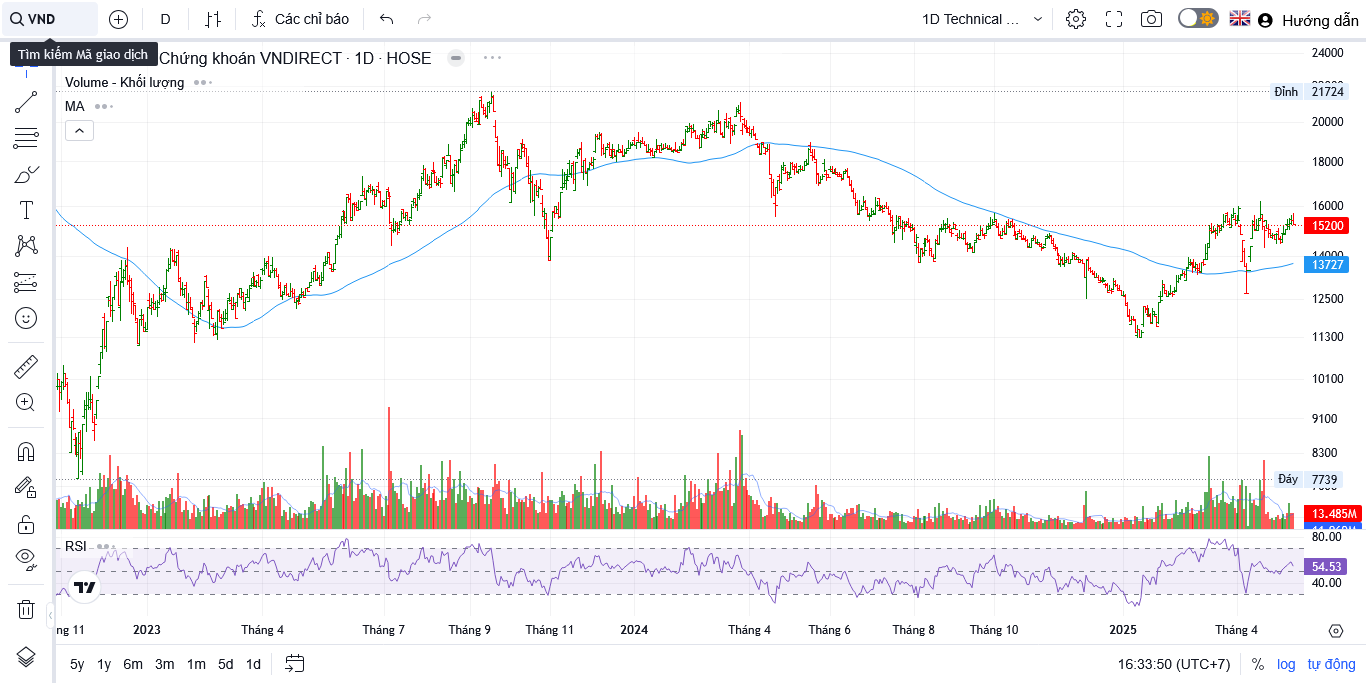 VND
D
Các chỉ báo
1D Technical ...
Hướng dẫn
Tìm kiếm Mã giao dịch
Chứng khoán VNDIRECT · 1D · HOSE
Volume - Khối lượng
MA
24000
Đỉnh 21724
20000
18000
16000
15200
14000
13727
12500
11300
10100
9100
8300
Đáy 7739
13.485M
RSI
80.00
54.53
40.00
ng 11 2023 Tháng 4 Tháng 7 Tháng 9 Tháng 11 2024 Tháng 4 Tháng 6 Tháng 8 Tháng 10 2025 Tháng 4
5y 1y 6m 3m 1m 5d 1d
16:33:50 (UTC+7) % log tự động